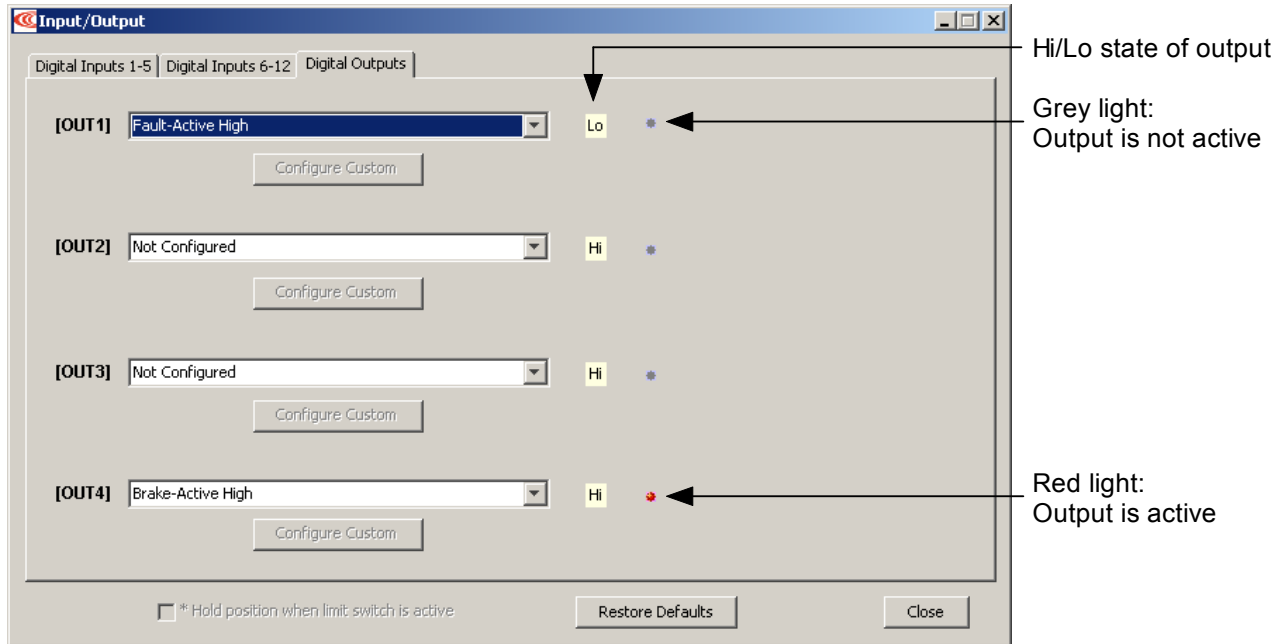 Input/Output
Digital Inputs 1-5 Digital Inputs 6-12 Digital Outputs
Hi/Lo state of output
[OUT1] Fault-Active High Lo
Grey light:
Output is not active
Configure Custom
[OUT2] Not Configured Hi
Configure Custom
[OUT3] Not Configured Hi
Configure Custom
[OUT4] Brake-Active High Hi
Red light:
Output is active
Configure Custom
* Hold position when limit switch is active Restore Defaults Close